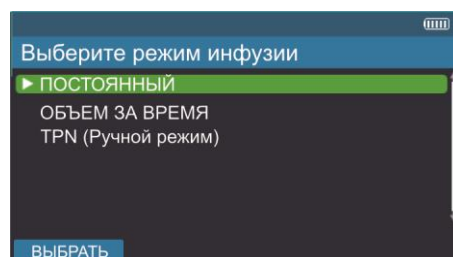 Выберите режим инфузии
ПОСТОЯННЫЙ
ОБЪЕМ ЗА ВРЕМЯ
TPN (Ручной режим)
ВЫБРАТЬ